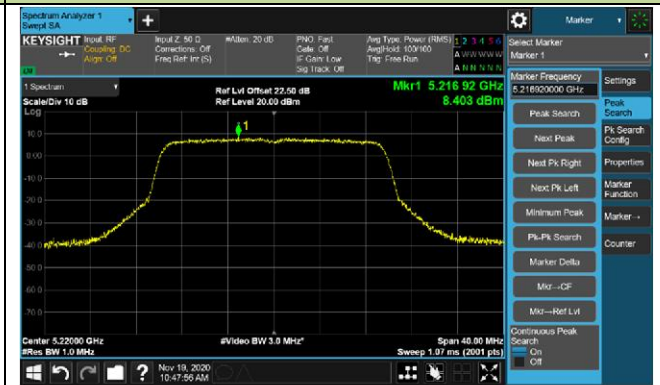 Spectrum Analyzer 1
Swept SA
Marker
KEYSIGHT
Input: RF
Coupling: DC
Align: Off
Input Z: 50 Ω
Corrections: Off
Freq Ref: Int (S)
#Atten: 20 dB
PNO: Fast
Gate: Off
IF Gain: Low
Sig Track: Off
Avg Type: Power (RMS)
Avg|Hold: 100/100
Trig: Free Run
1 2 3 4 5 6
A W W W W W
A N N N N N
Select Marker
Marker 1
1 Spectrum
Scale/Div 10 dB
Log
Ref Lvl Offset 22.50 dB
Ref Level 20.00 dBm
Mkr1 5.216 92 GHz
8.403 dBm
1
10.0
0.00
-10.0
-20.0
-30.0
-40.0
-50.0
-60.0
-70.0
Center 5.22000 GHz
#Res BW 1.0 MHz
#Video BW 3.0 MHz*
Span 40.00 MHz
Sweep 1.07 ms (2001 pts)
Marker Frequency
5.216920000 GHz
Peak Search
Next Peak
Next Pk Right
Next Pk Left
Minimum Peak
Pk-Pk Search
Marker Delta
Mkr→CF
Mkr→Ref Lvl
Continuous Peak
Search
On
Off
Settings
Peak
Search
Pk Search
Config
Properties
Marker
Function
Marker→
Counter
?
Nov 19, 2020
10:47:56 AM